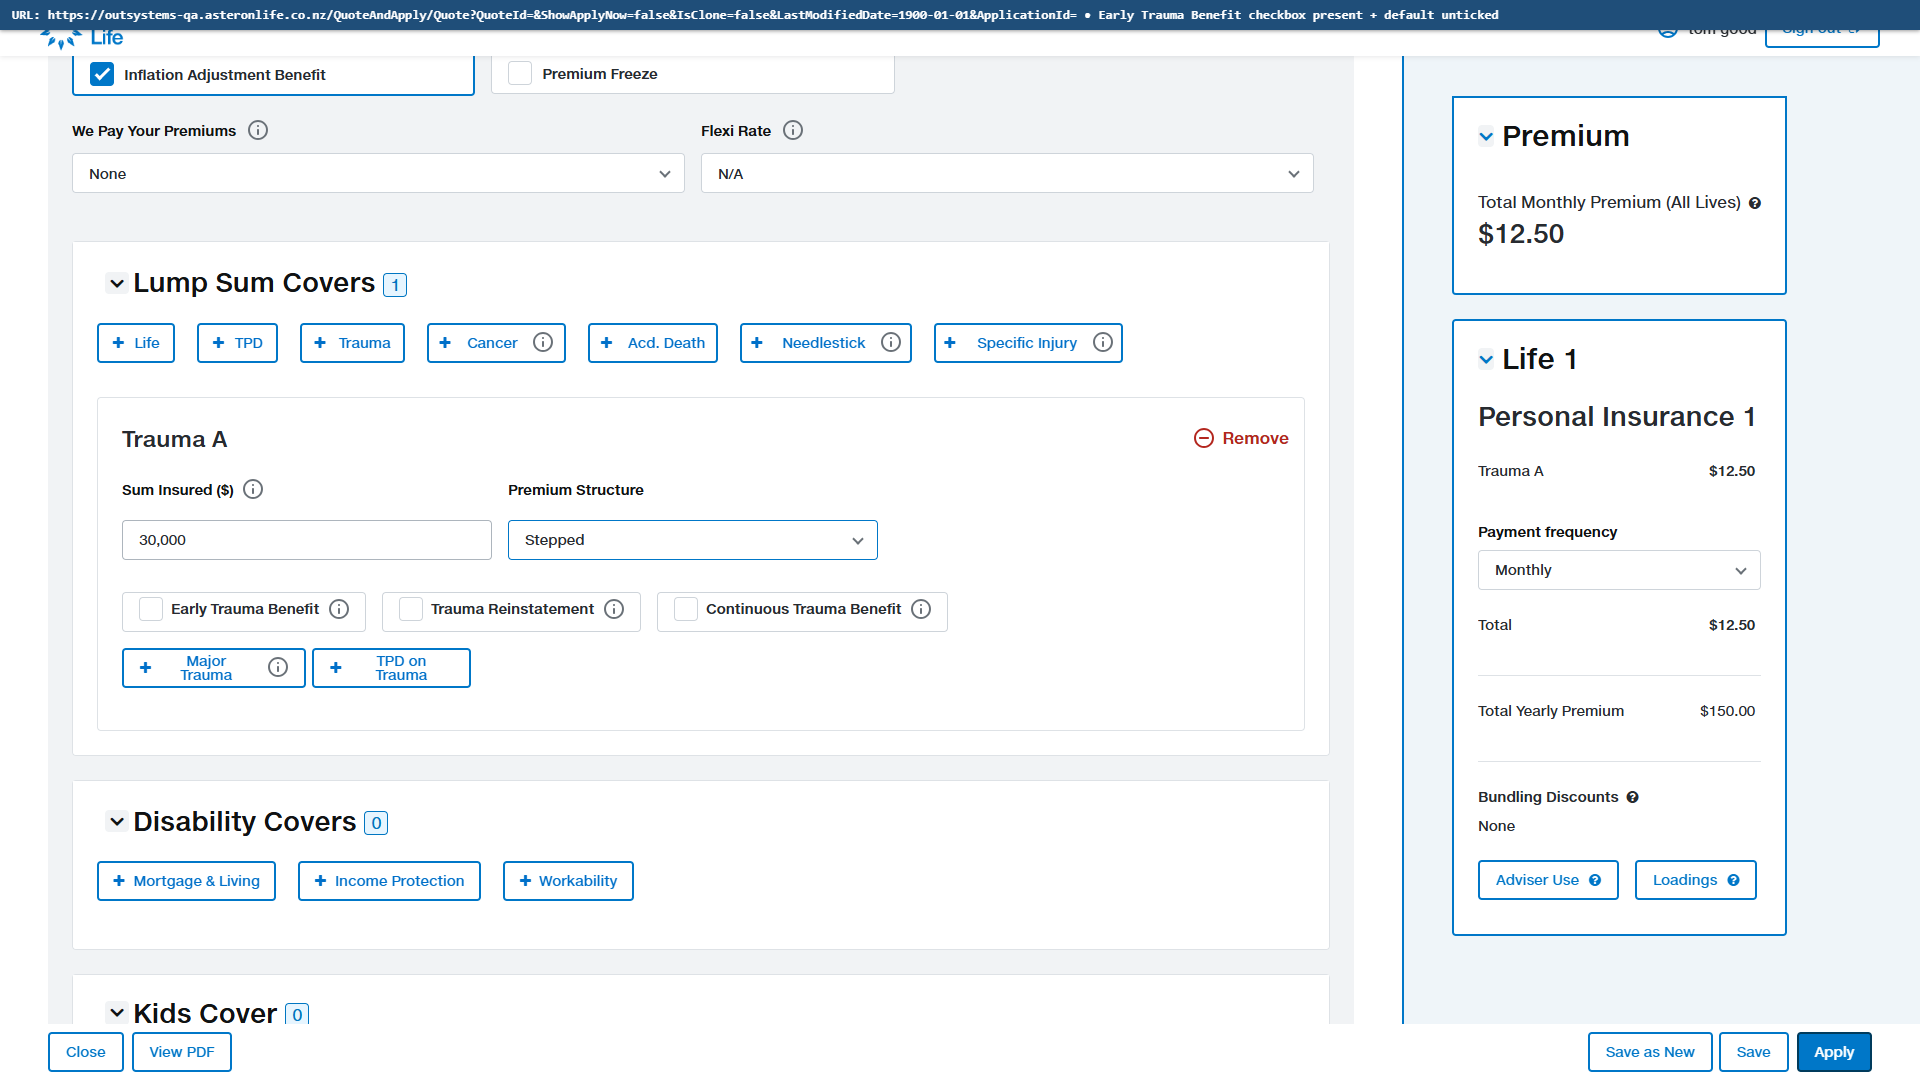 URL: https://outsystems-qa.asteronlife.co.nz/QuoteAndApply/Quote?QuoteId=&ShowApplyNow=false&IsClone=false&LastModifiedDate=1900-01-01&ApplicationId= • Early Trauma Benefit checkbox present + default unticked
Life
tom good
Sign out
Inflation Adjustment Benefit
Premium Freeze
We Pay Your Premiums
Flexi Rate
None
N/A
Lump Sum Covers 1
+ Life
+ TPD
+ Trauma
+ Cancer
+ Acd. Death
+ Needlestick
+ Specific Injury
Trauma A
Remove
Sum Insured ($)
Premium Structure
30,000
Stepped
Early Trauma Benefit
Trauma Reinstatement
Continuous Trauma Benefit
+ Major Trauma
+ TPD on Trauma
Disability Covers 0
+ Mortgage & Living
+ Income Protection
+ Workability
Kids Cover 0
Premium
Total Monthly Premium (All Lives)
$12.50
Life 1
Personal Insurance 1
Trauma A $12.50
Payment frequency
Monthly
Total $12.50
Total Yearly Premium $150.00
Bundling Discounts
None
Adviser Use
Loadings
Close
View PDF
Save as New
Save
Apply